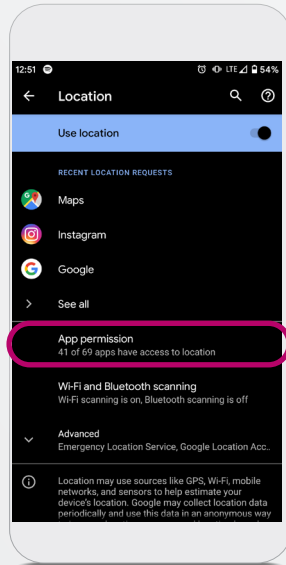 12:51 LTE 54%
Location
Use location
RECENT LOCATION REQUESTS
Maps
Instagram
Google
See all
App permission
41 of 69 apps have access to location
Wi-Fi and Bluetooth scanning
Wi-Fi scanning is on, Bluetooth scanning is off
Advanced
Emergency Location Service, Google Location Acc..
Location may use sources like GPS, Wi-Fi, mobile
networks, and sensors to help estimate your
device's location. Google may collect location data
periodically and use this data in an anonymous way